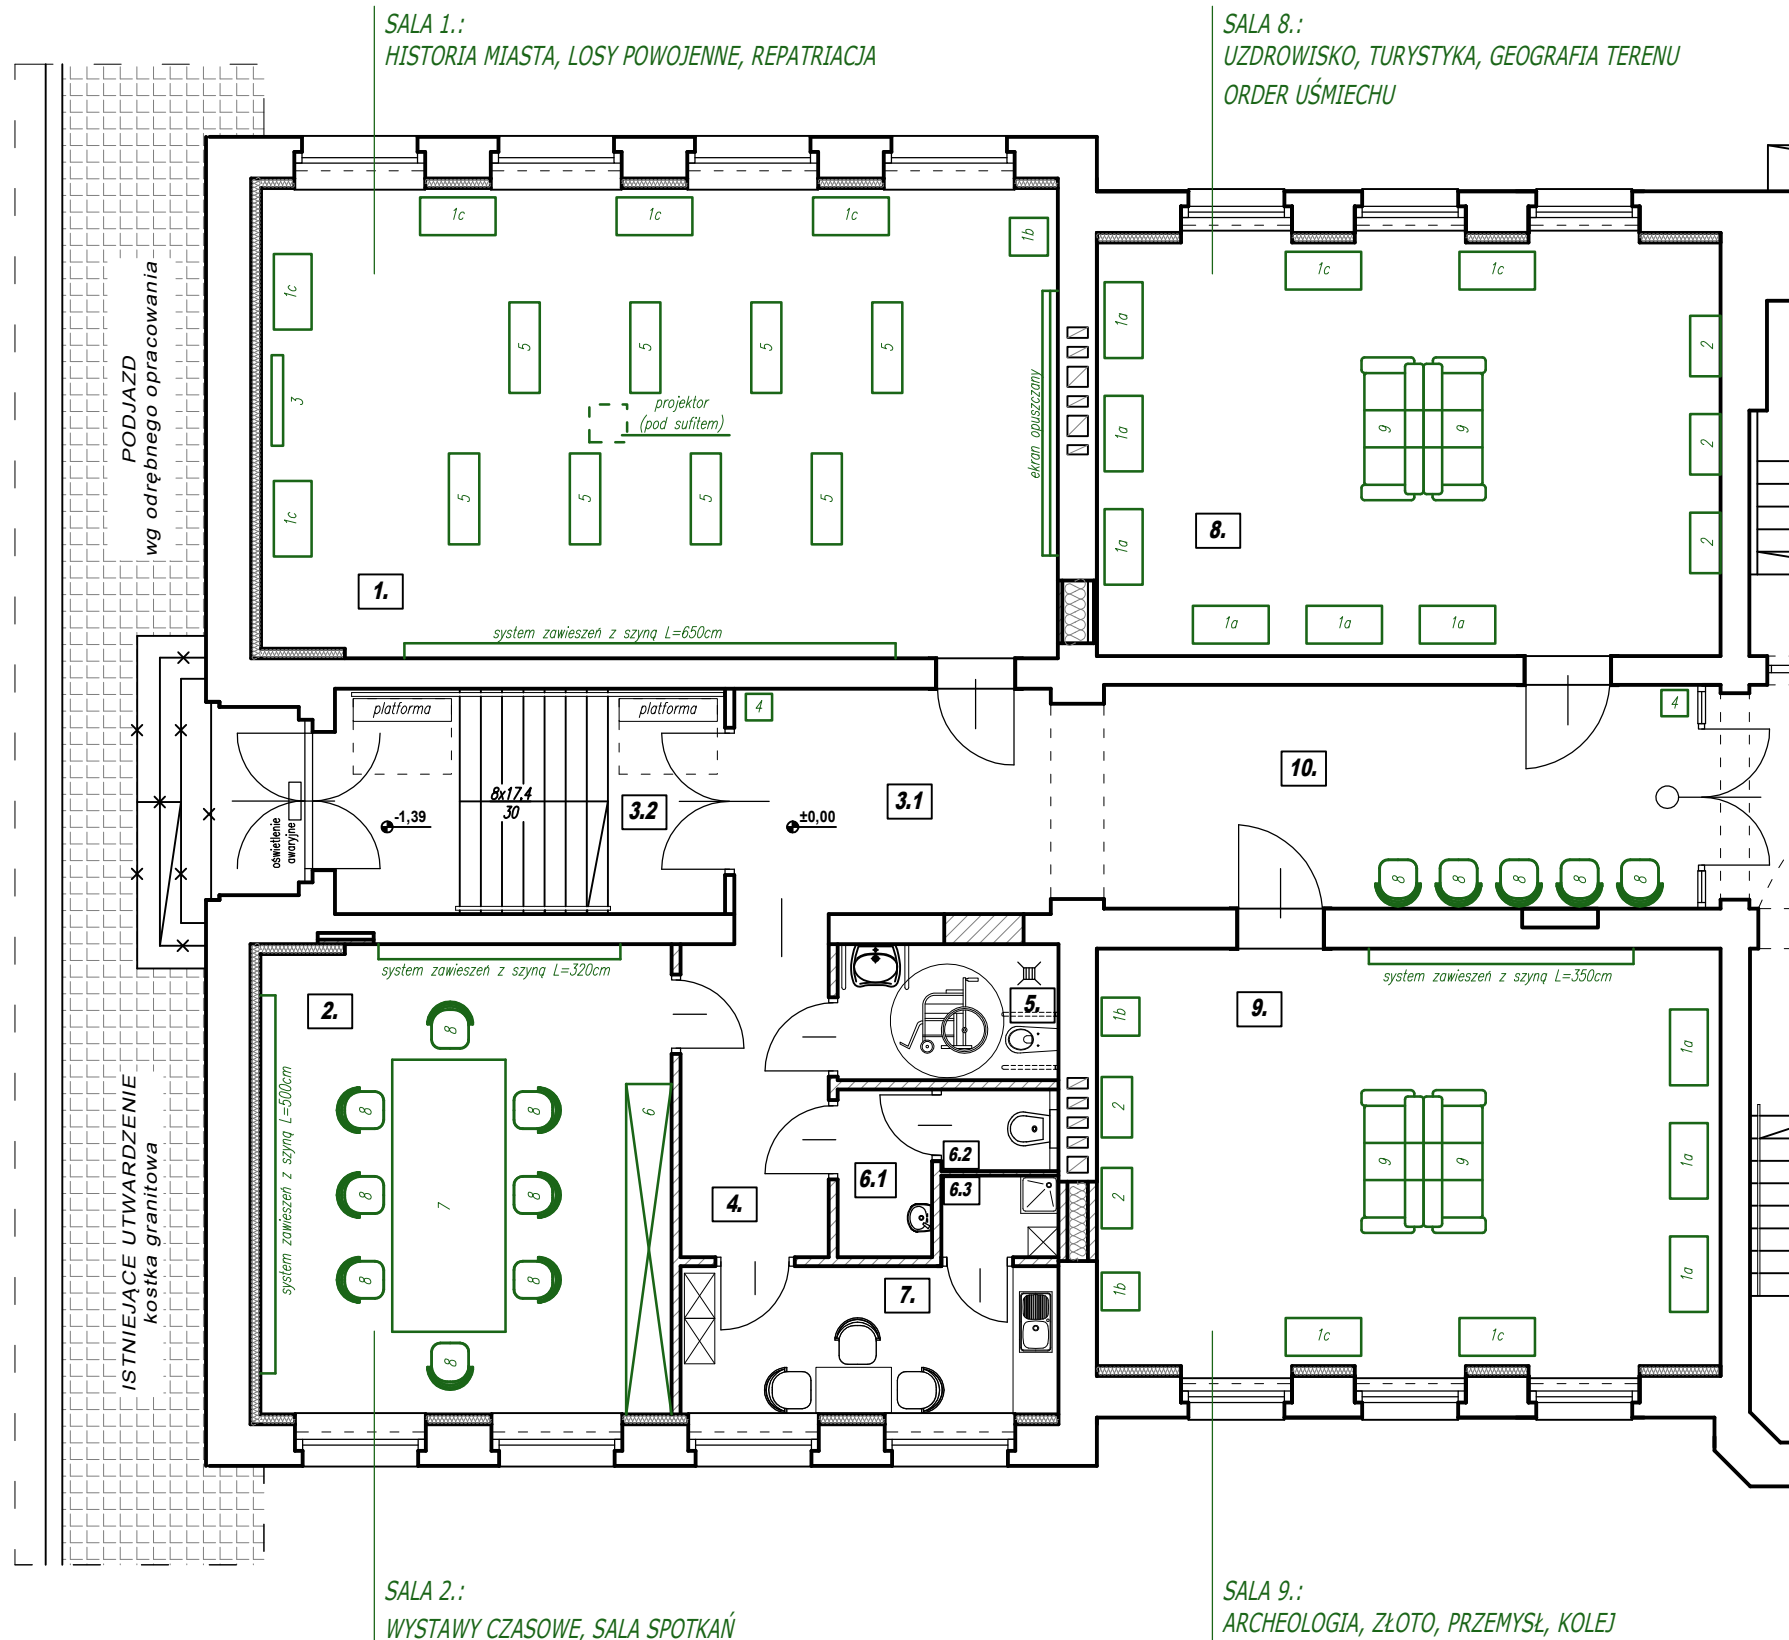 SALA 1.:
HISTORIA MIASTA, LOSY POWOJENNE, REPATRIACJA
SALA 8.:
UZDROWISKO, TURYSTYKA, GEOGRAFIA TERENU
ORDER UŚMIECHU
PODJAZD
wg odrębnego opracowania
1c
1c
1c
1b
1c
3
1c
5
5
5
5
projektor
(pod sufitem)
5
5
5
5
ekran opuszczany
1.
system zawieszeń z szyną L=650cm
1c
1c
1a
1a
1a
2
2
2
9
9
8.
1a
1a
1a
platforma
platforma
4
4
8x17.4
30
3.2
3.1
10.
-1,39
±0,00
oświetlenie
awaryjne
8
8
8
8
8
ISTNIEJĄCE UTWARDZENIE
kostka granitowa
system zawieszeń z szyną L=320cm
2.
system zawieszeń z szyną L=500cm
8
8
8
8
8
8
8
8
7
6
5.
6.2
6.1
6.3
4.
7.
system zawieszeń z szyną L=350cm
9.
1b
2
2
1b
1a
1a
1a
9
9
1c
1c
SALA 2.:
WYSTAWY CZASOWE, SALA SPOTKAŃ
SALA 9.:
ARCHEOLOGIA, ZŁOTO, PRZEMYSŁ, KOLEJ